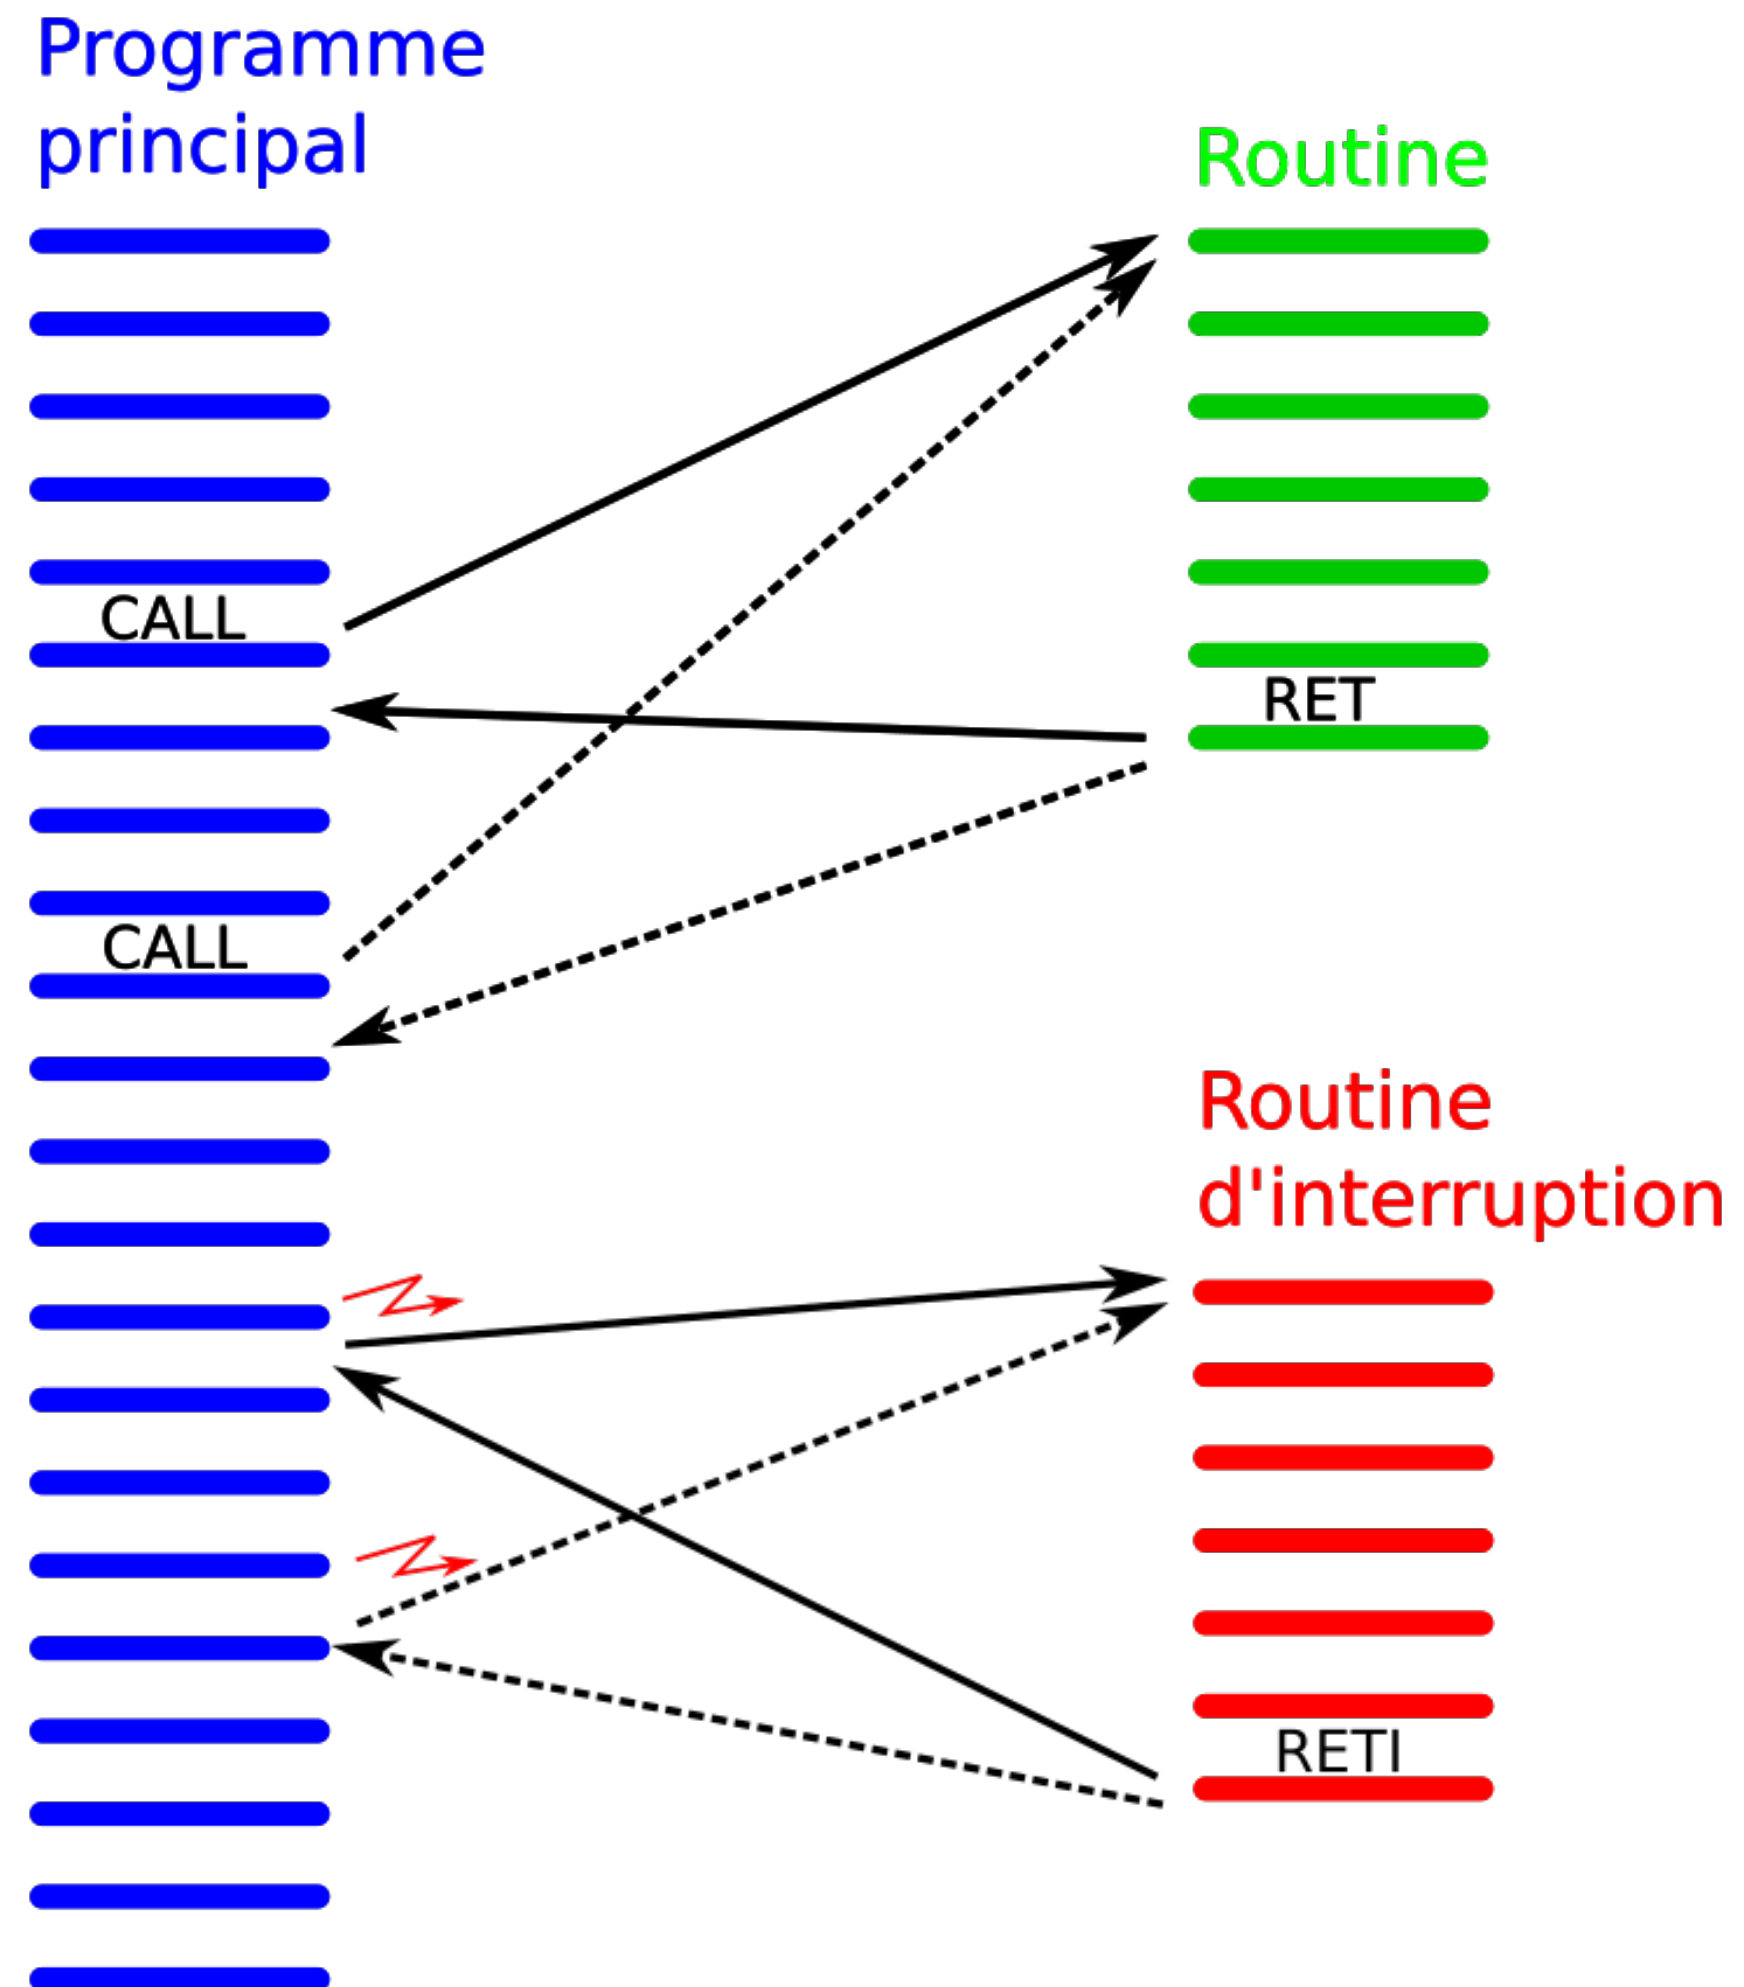 Programme
principal
Routine
CALL
RET
CALL
Routine
d'interruption
RETI